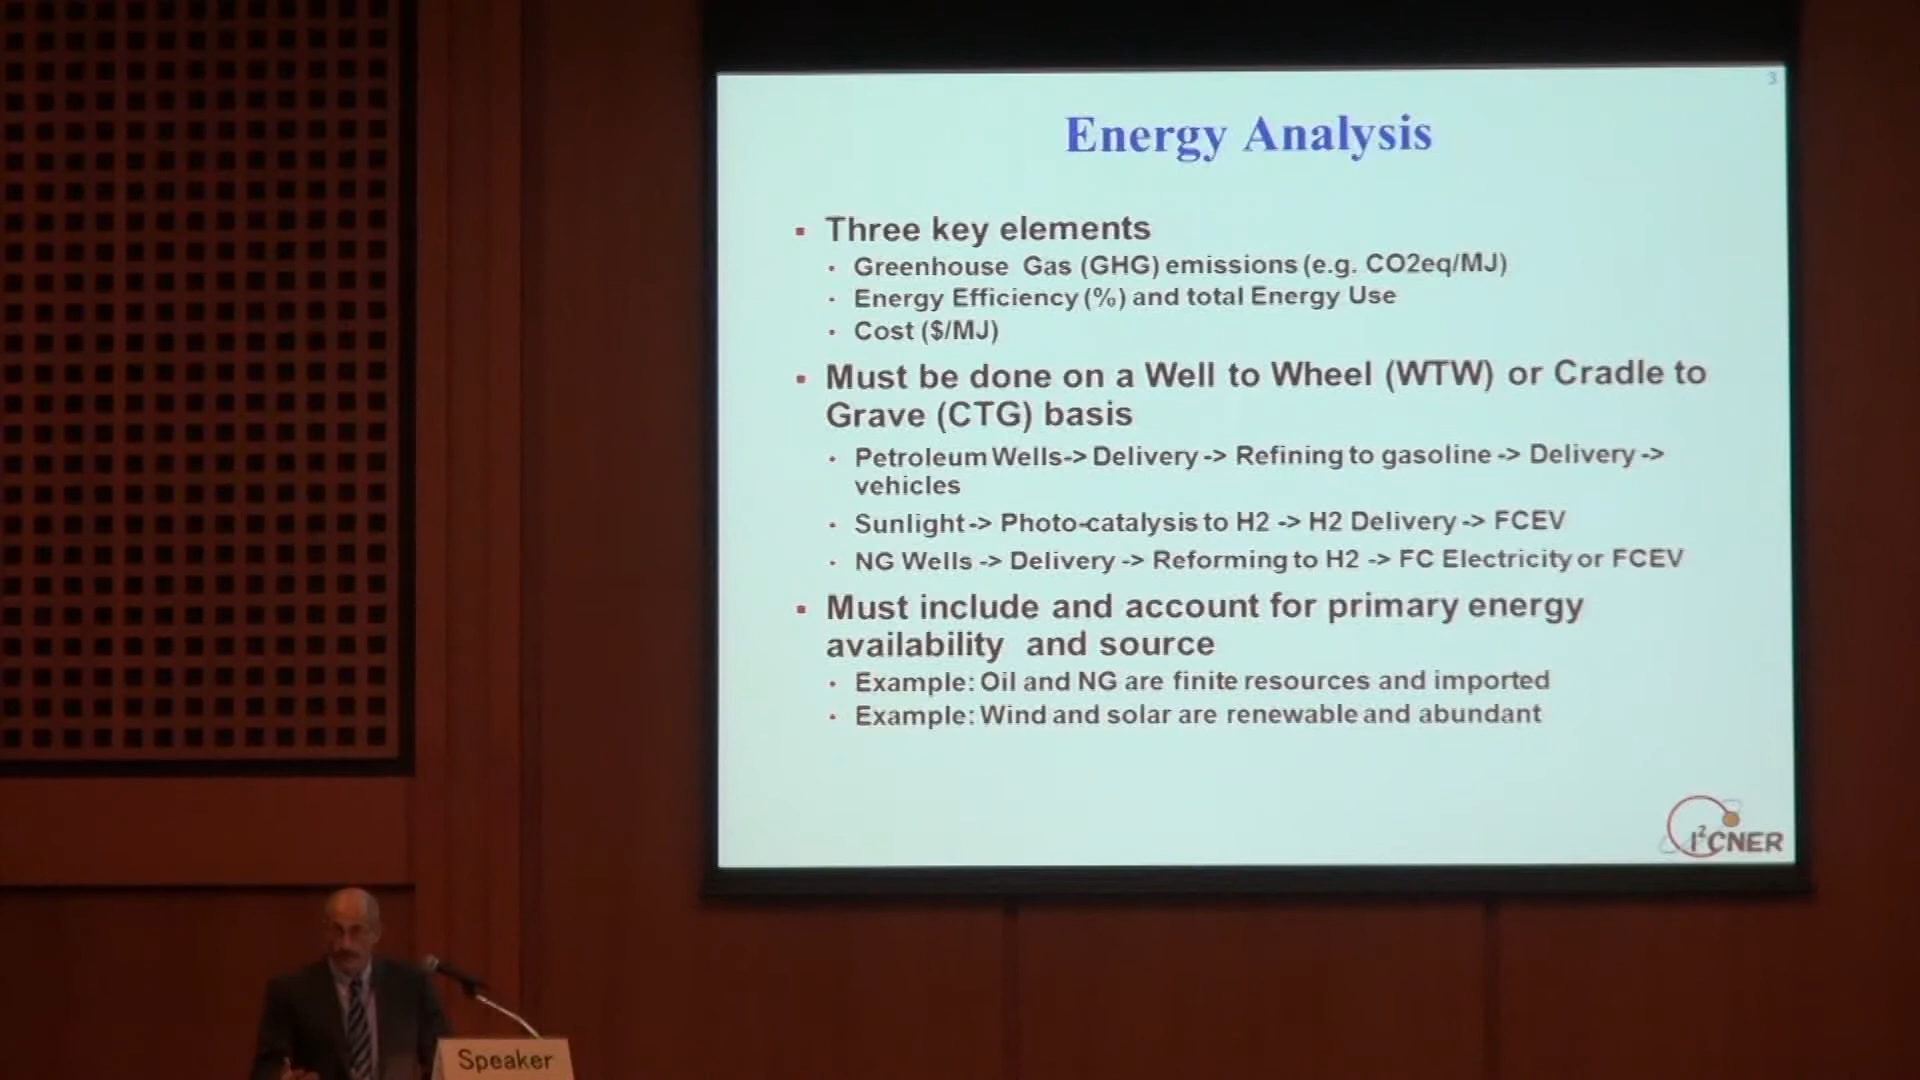 3
Energy Analysis
▪ Three key elements
· Greenhouse Gas (GHG) emissions (e.g. CO2eq/MJ)
· Energy Efficiency (%) and total Energy Use
· Cost ($/MJ)
▪ Must be done on a Well to Wheel (WTW) or Cradle to
Grave (CTG) basis
· Petroleum Wells-> Delivery -> Refining to gasoline -> Delivery ->
vehicles
· Sunlight-> Photo-catalysis to H2 -> H2 Delivery -> FCEV
· NG Wells -> Delivery -> Reforming to H2 -> FC Electricity or FCEV
▪ Must include and account for primary energy
availability and source
· Example: Oil and NG are finite resources and imported
· Example: Wind and solar are renewable and abundant
I²CNER
Speaker